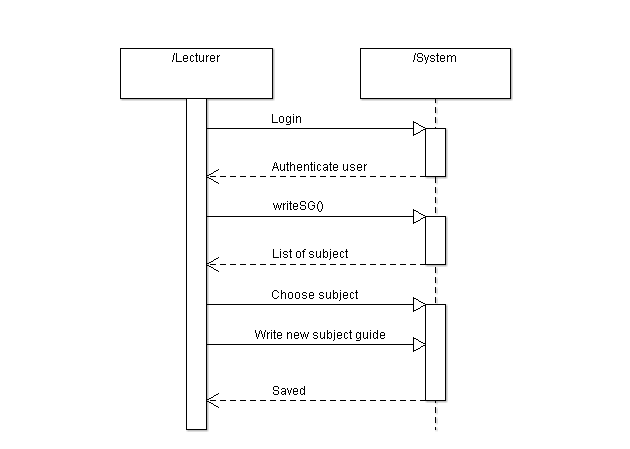 /Lecturer
/System
Login
Authenticate user
writeSG()
List of subject
Choose subject
Write new subject guide
Saved